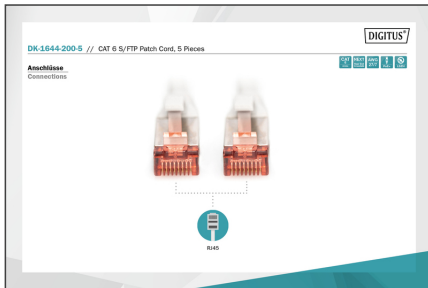 DIGITUS®
DK-1644-200-5 // CAT 6 S/FTP Patch Cord, 5 Pieces
Anschlüsse
Connections
RJ45